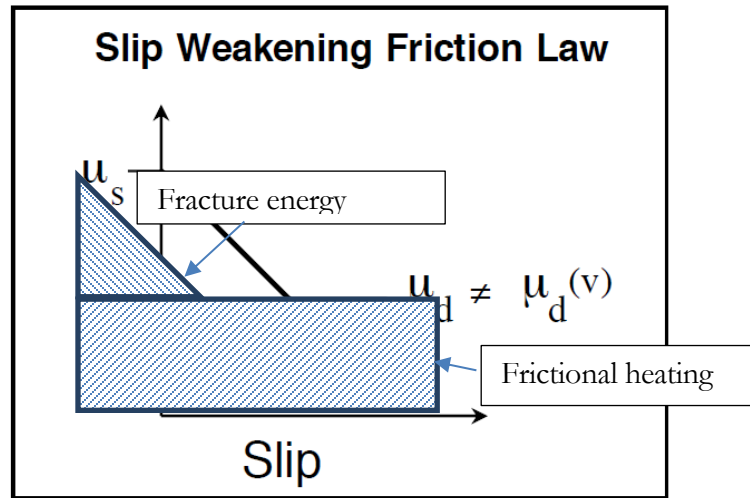 Slip Weakening Friction Law
μs
Fracture energy
μd ≠ μd(v)
Frictional heating
Slip